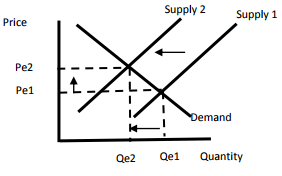 Supply 2
Supply 1
Price
Pe2
Pe1
Demand
Qe2
Qe1
Quantity